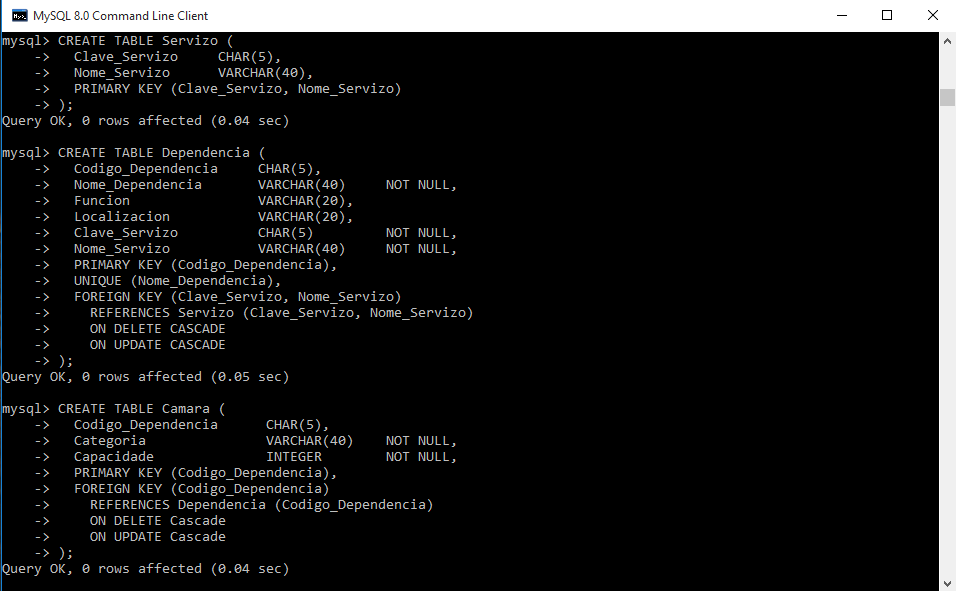 MySQL 8.0 Command Line Client
mysql> CREATE TABLE Servizo (
    ->   Clave_Servizo     CHAR(5),
    ->   Nome_Servizo      VARCHAR(40),
    ->   PRIMARY KEY (Clave_Servizo, Nome_Servizo)
    -> );
Query OK, 0 rows affected (0.04 sec)

mysql> CREATE TABLE Dependencia (
    ->   Codigo_Dependencia     CHAR(5),
    ->   Nome_Dependencia       VARCHAR(40)     NOT NULL,
    ->   Funcion                VARCHAR(20),
    ->   Localizacion           VARCHAR(20),
    ->   Clave_Servizo          CHAR(5)         NOT NULL,
    ->   Nome_Servizo           VARCHAR(40)     NOT NULL,
    ->   PRIMARY KEY (Codigo_Dependencia),
    ->   UNIQUE (Nome_Dependencia),
    ->   FOREIGN KEY (Clave_Servizo, Nome_Servizo)
    ->     REFERENCES Servizo (Clave_Servizo, Nome_Servizo)
    ->     ON DELETE CASCADE
    ->     ON UPDATE CASCADE
    -> );
Query OK, 0 rows affected (0.05 sec)

mysql> CREATE TABLE Camara (
    ->   Codigo_Dependencia      CHAR(5),
    ->   Categoria               VARCHAR(40)    NOT NULL,
    ->   Capacidade              INTEGER        NOT NULL,
    ->   PRIMARY KEY (Codigo_Dependencia),
    ->   FOREIGN KEY (Codigo_Dependencia)
    ->     REFERENCES Dependencia (Codigo_Dependencia)
    ->     ON DELETE Cascade
    ->     ON UPDATE Cascade
    -> );
Query OK, 0 rows affected (0.04 sec)